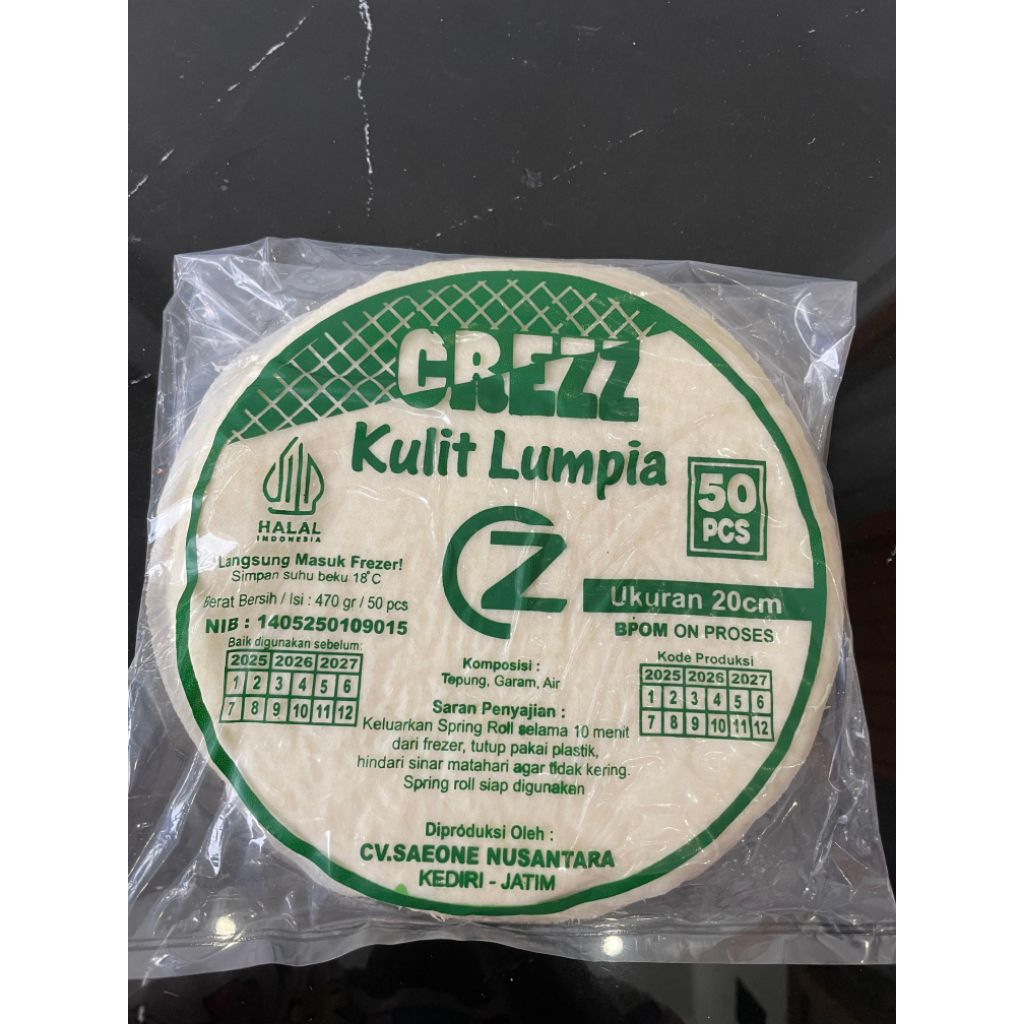 CREZZ
Kulit Lumpia
50
PCS
HALAL
INDONESIA
Langsung Masuk Frezer!
Simpan suhu beku 18°C
Berat Bersih / Isi : 470 gr / 50 pcs
NIB : 1405250109015
Baik digunakan sebelum:
2025 2026 2027
1 2 3 4 5 6
7 8 9 10 11 12
CZ
Ukuran 20cm
BPOM ON PROSES
Kode Produksi
2025 2026 2027
1 2 3 4 5 6
7 8 9 10 11 12
Komposisi :
Tepung, Garam, Air
Saran Penyajian :
Keluarkan Spring Roll selama 10 menit
dari frezer, tutup pakai plastik,
hindari sinar matahari agar tidak kering.
Spring roll siap digunakan
Diproduksi Oleh :
CV.SAEONE NUSANTARA
KEDIRI - JATIM